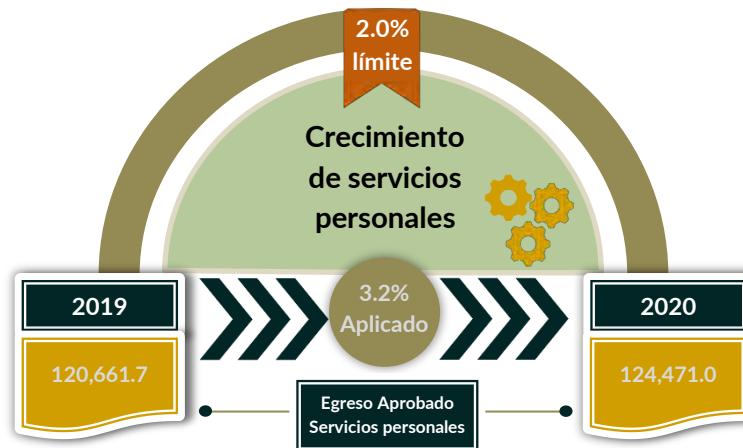 2.0%
límite
Crecimiento
de servicios
personales
2019
3.2%
Aplicado
2020
120,661.7
124,471.0
Egreso Aprobado
Servicios personales